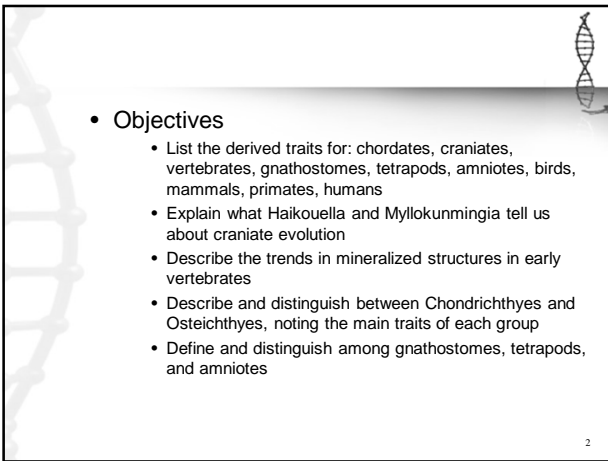 • Objectives
• List the derived traits for: chordates, craniates,
vertebrates, gnathostomes, tetrapods, amniotes, birds,
mammals, primates, humans
• Explain what Haikouella and Myllokunmingia tell us
about craniate evolution
• Describe the trends in mineralized structures in early
vertebrates
• Describe and distinguish between Chondrichthyes and
Osteichthyes, noting the main traits of each group
• Define and distinguish among gnathostomes, tetrapods,
and amniotes
2